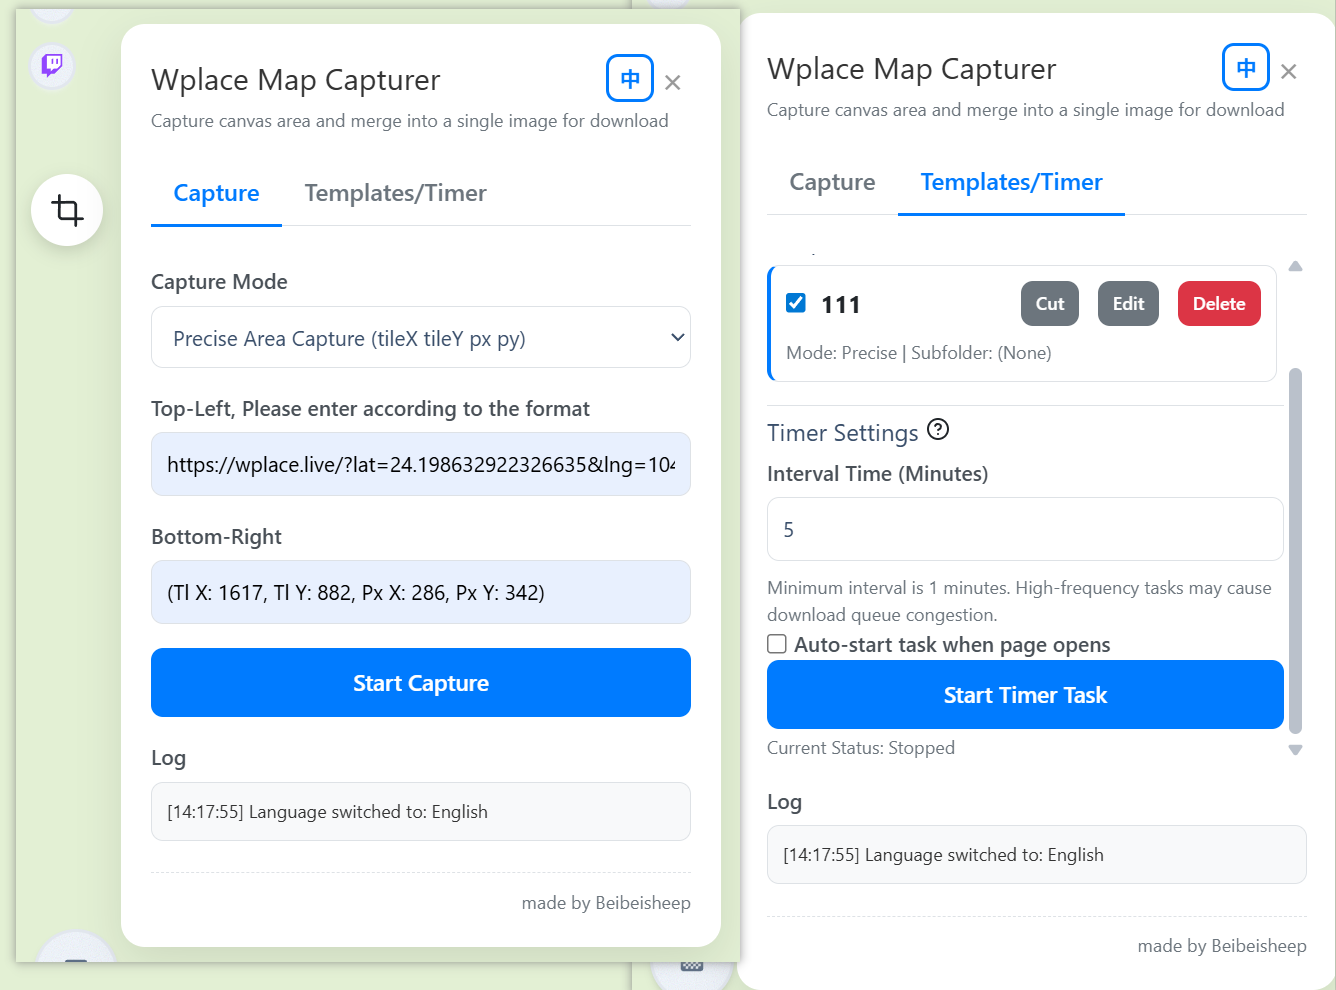 Wplace Map Capturer
中
×
Capture canvas area and merge into a single image for download
Capture
Templates/Timer
Capture Mode
Precise Area Capture (tileX tileY px py)
Top-Left, Please enter according to the format
https://wplace.live/?lat=24.198632922326635&lng=104
Bottom-Right
(Tl X: 1617, Tl Y: 882, Px X: 286, Px Y: 342)
Start Capture
Log
[14:17:55] Language switched to: English
made by Beibeisheep
Wplace Map Capturer
中
×
Capture canvas area and merge into a single image for download
Capture
Templates/Timer
111
Cut
Edit
Delete
Mode: Precise | Subfolder: (None)
Timer Settings ?
Interval Time (Minutes)
5
Minimum interval is 1 minutes. High-frequency tasks may cause
download queue congestion.
Auto-start task when page opens
Start Timer Task
Current Status: Stopped
Log
[14:17:55] Language switched to: English
made by Beibeisheep